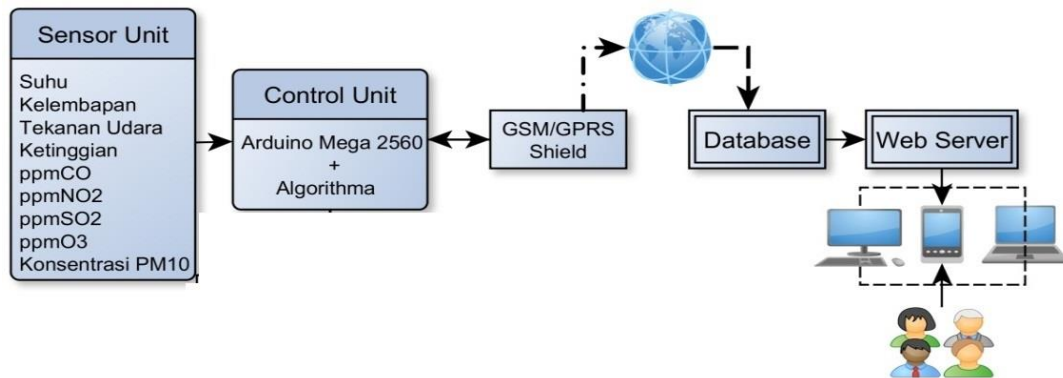 Sensor Unit
Suhu
Kelembapan
Tekanan Udara
Ketinggian
ppmCO
ppmNO2
ppmSO2
ppmO3
Konsentrasi PM10
Control Unit
Arduino Mega 2560
+
Algorithma
GSM/GPRS
Shield
Database
Web Server